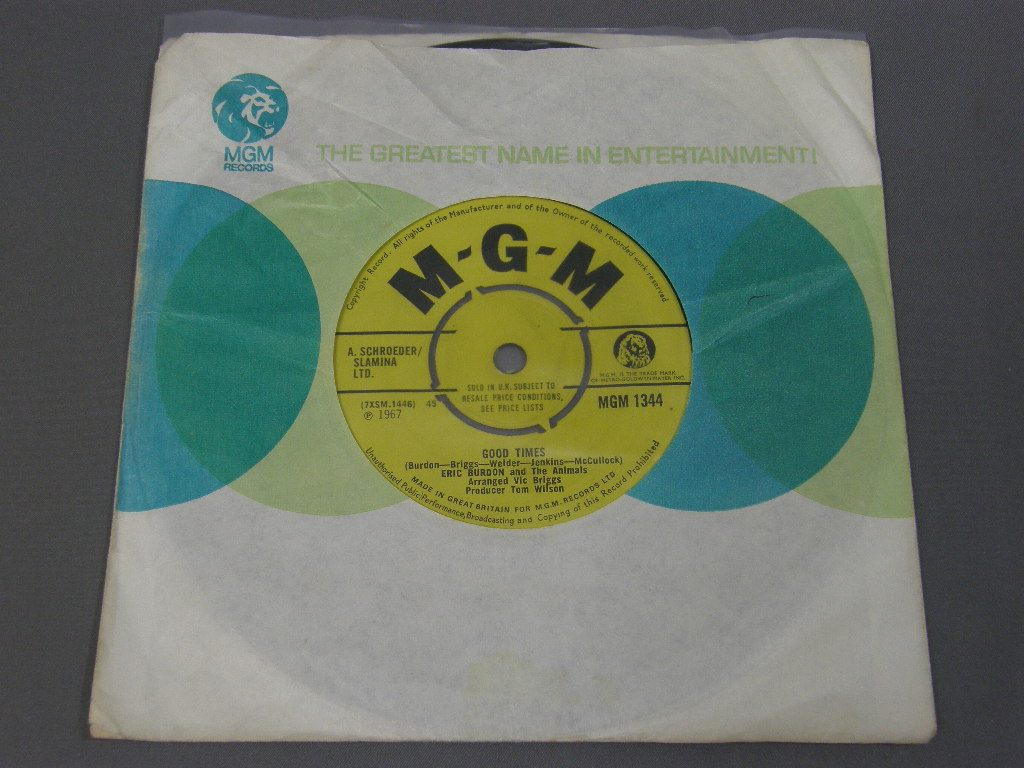 MGM
RECORDS
THE GREATEST NAME IN ENTERTAINMENT!
Copyright Record. All rights of the Manufacturer and of the Owner of the recorded work reserved
M-G-M
A. SCHROEDER/
SLAMINA
LTD.
M.G.M. IS THE TRADE MARK
OF METRO-GOLDWYN-MAYER INC.
SOLD IN U.K. SUBJECT TO
RESALE PRICE CONDITIONS,
SEE PRICE LISTS
(7XSM.1446) 45
℗ 1967
MGM 1344
GOOD TIMES
(Burdon—Briggs—Welder—Jenkins—McCullock)
ERIC BURDON and The Animals
Arranged Vic Briggs
Producer Tom Wilson
MADE IN GREAT BRITAIN FOR M.G.M. RECORDS LTD
Unauthorised Public Performance, Broadcasting and Copying of this Record Prohibited